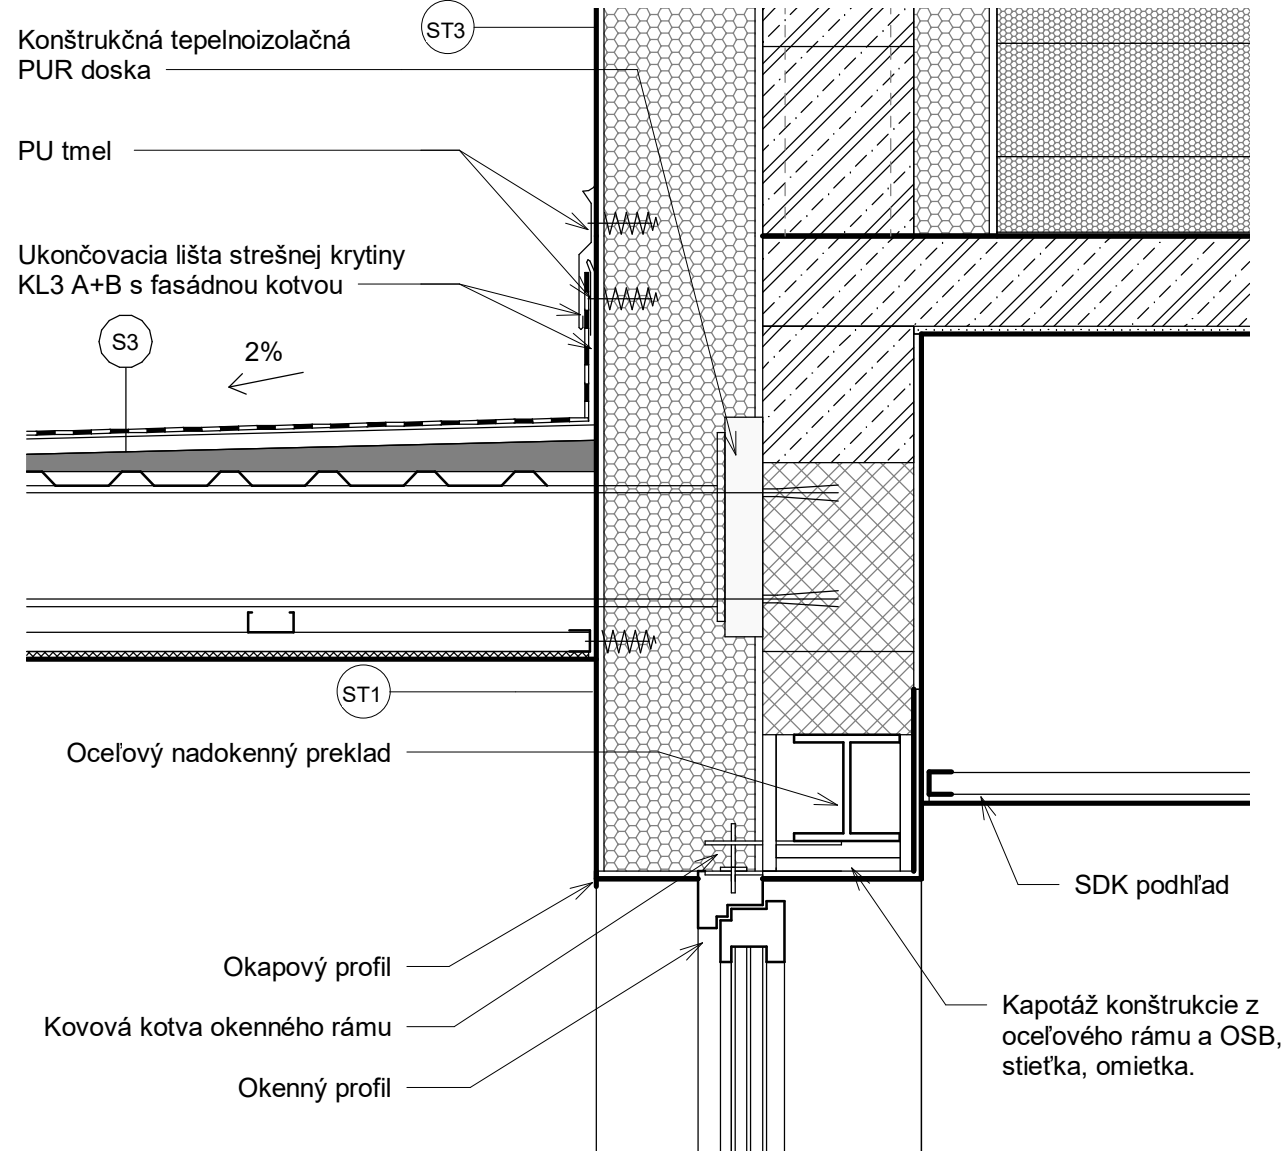 ST3
Konštrukčná tepelnoizolačná
PUR doska
PU tmel
Ukončovacia lišta strešnej krytiny
KL3 A+B s fasádnou kotvou
S3
2%
ST1
Oceľový nadokenný preklad
SDK podhľad
Okapový profil
Kovová kotva okenného rámu
Okenný profil
Kapotáž konštrukcie z
oceľového rámu a OSB,
stieťka, omietka.